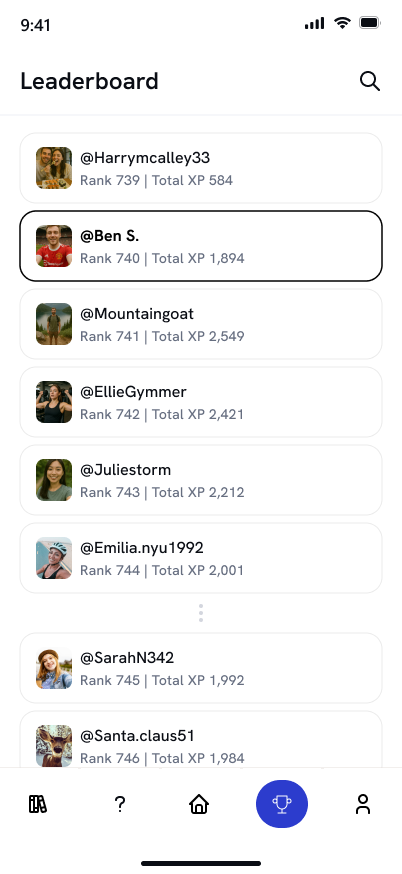 9:41
Leaderboard
@Harrymcalley33
Rank 739 | Total XP 584
@Ben S.
Rank 740 | Total XP 1,894
@Mountaingoat
Rank 741 | Total XP 2,549
@EllieGymmer
Rank 742 | Total XP 2,421
@Juliestorm
Rank 743 | Total XP 2,212
@Emilia.nyu1992
Rank 744 | Total XP 2,001
@SarahN342
Rank 745 | Total XP 1,992
@Santa.claus51
Rank 746 | Total XP 1,984
?